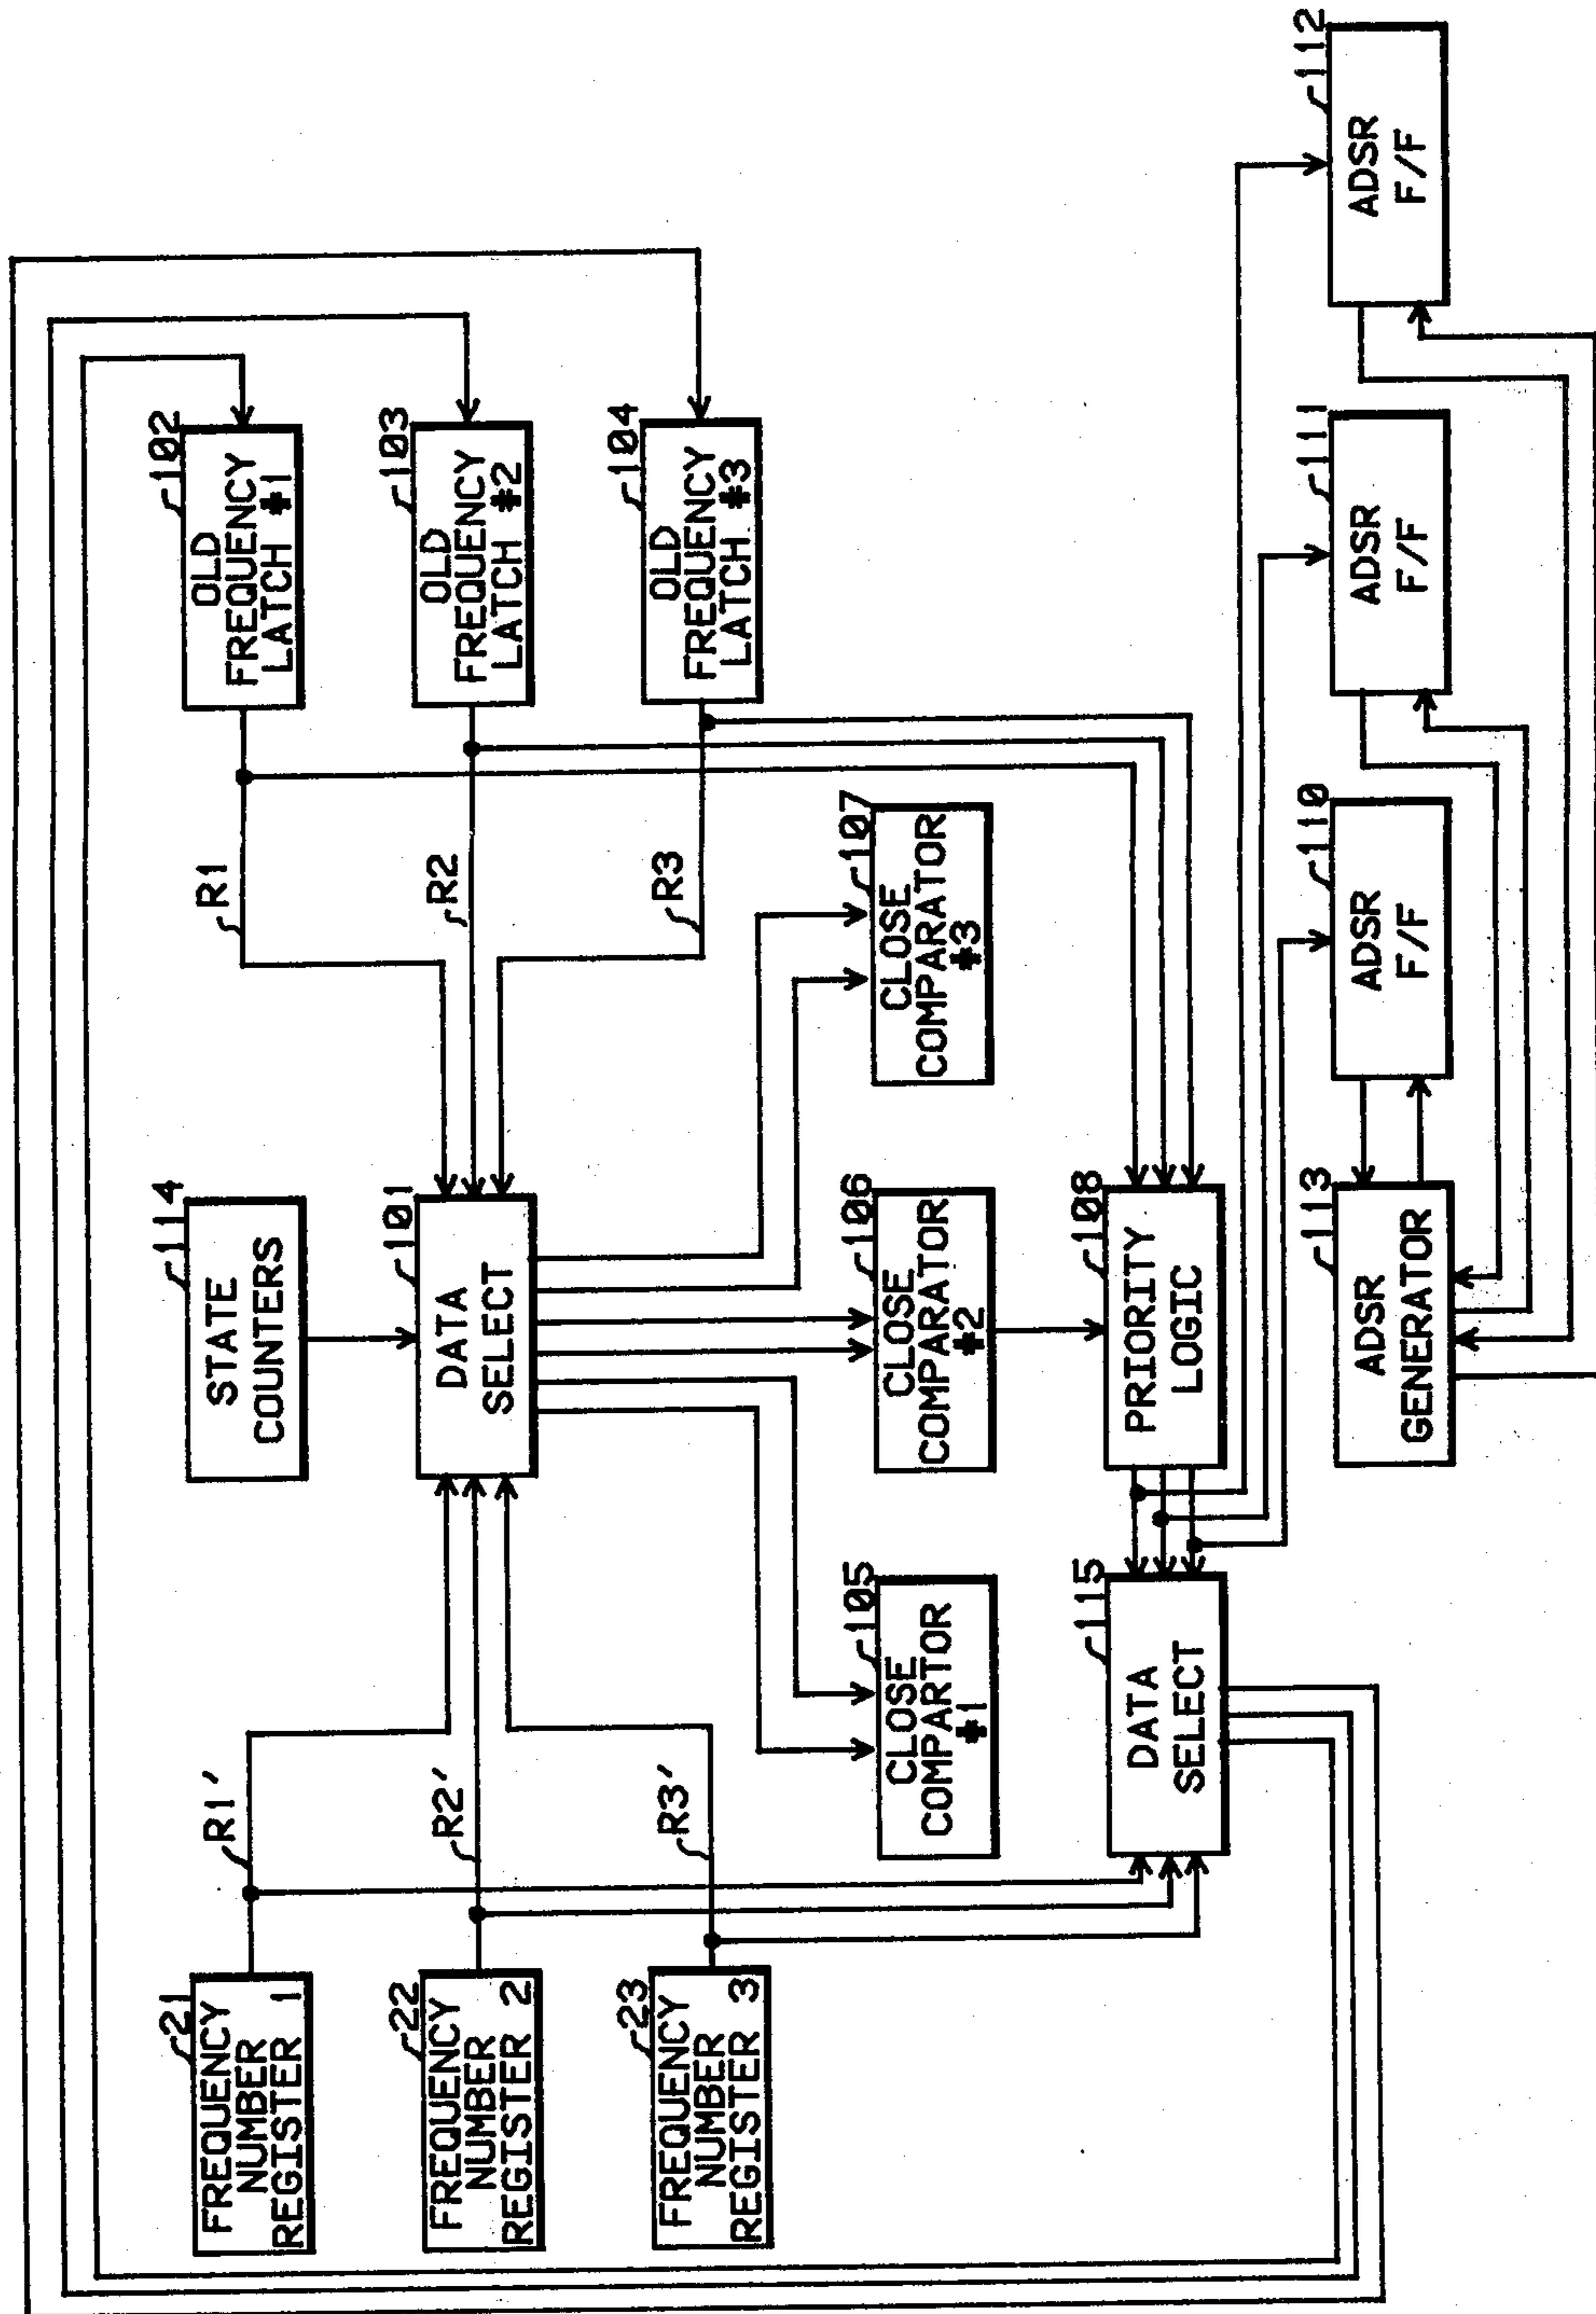 21
FREQUENCY
NUMBER
REGISTER 1
R1'
114
STATE
COUNTERS
R1
102
OLD
FREQUENCY
LATCH #1
22
FREQUENCY
NUMBER
REGISTER 2
R2'
101
DATA
SELECT
R2
103
OLD
FREQUENCY
LATCH #2
23
FREQUENCY
NUMBER
REGISTER 3
R3'
R3
104
OLD
FREQUENCY
LATCH #3
105
CLOSE
COMPARTOR
#1
106
CLOSE
COMPARATOR
#2
107
CLOSE
COMPARATOR
#3
115
DATA
SELECT
108
PRIORITY
LOGIC
113
ADSR
GENERATOR
110
ADSR
F/F
111
ADSR
F/F
112
ADSR
F/F